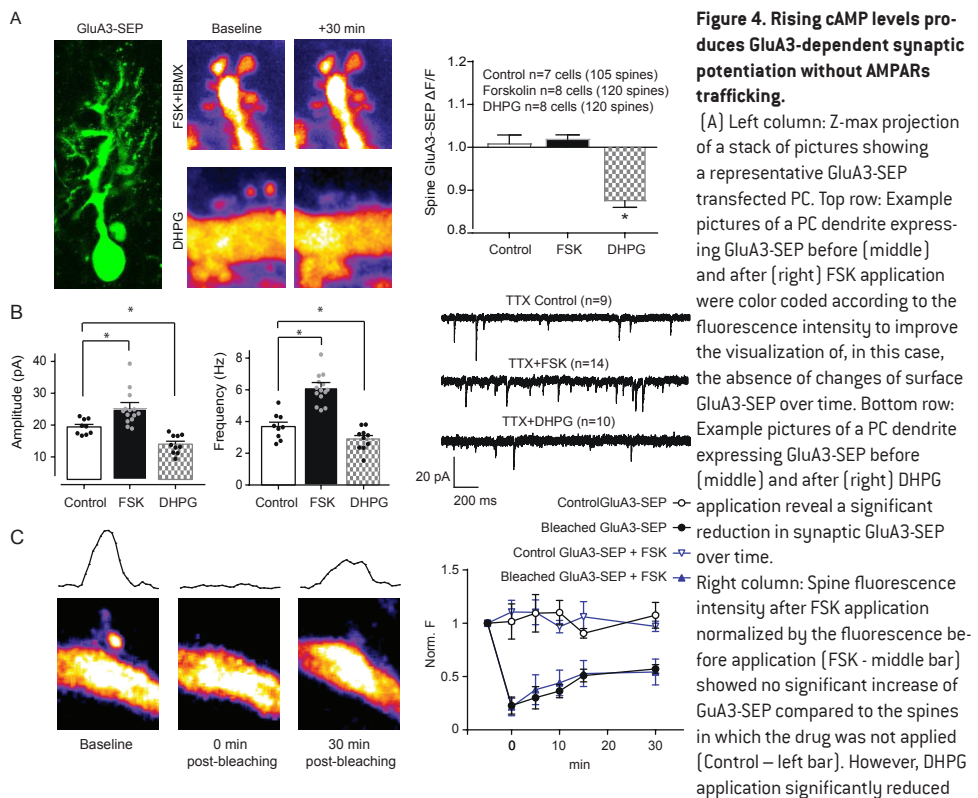 A
GluA3-SEP
Baseline
+30 min
FSK+IBMX
DHPG
Spine GluA3-SEP ΔF/F
1.2
1.0
0.9
0.8
Control n=7 cells (105 spines)
Forskolin n=8 cells (120 spines)
DHPG n=8 cells (120 spines)
*
Control
FSK
DHPG
B
Amplitude (pA)
40
30
20
10
*
*
Control
FSK
DHPG
Frequency (Hz)
8
6
4
2
0
*
*
Control
FSK
DHPG
TTX Control (n=9)
TTX+FSK (n=14)
TTX+DHPG (n=10)
20 pA
200 ms
C
Baseline
0 min
post-bleaching
30 min
post-bleaching
ControlGluA3-SEP
Bleached GluA3-SEP
Control GluA3-SEP + FSK
Bleached GluA3-SEP + FSK
Norm. F
1.5
1
0.5
0
0
10
20
30
min
Figure 4. Rising cAMP levels pro-
duces GluA3-dependent synaptic
potentiation without AMPARs
trafficking.
(A) Left column: Z-max projection
of a stack of pictures showing
a representative GluA3-SEP
transfected PC. Top row: Example
pictures of a PC dendrite express-
ing GluA3-SEP before (middle)
and after (right) FSK application
were color coded according to the
fluorescence intensity to improve
the visualization of, in this case,
the absence of changes of surface
GluA3-SEP over time. Bottom row:
Example pictures of a PC dendrite
expressing GluA3-SEP before
(middle) and after (right) DHPG
application reveal a significant
reduction in synaptic GluA3-SEP
over time.
Right column: Spine fluorescence
intensity after FSK application
normalized by the fluorescence be-
fore application (FSK - middle bar)
showed no significant increase of
GuA3-SEP compared to the spines
in which the drug was not applied
(Control – left bar). However, DHPG
application significantly reduced